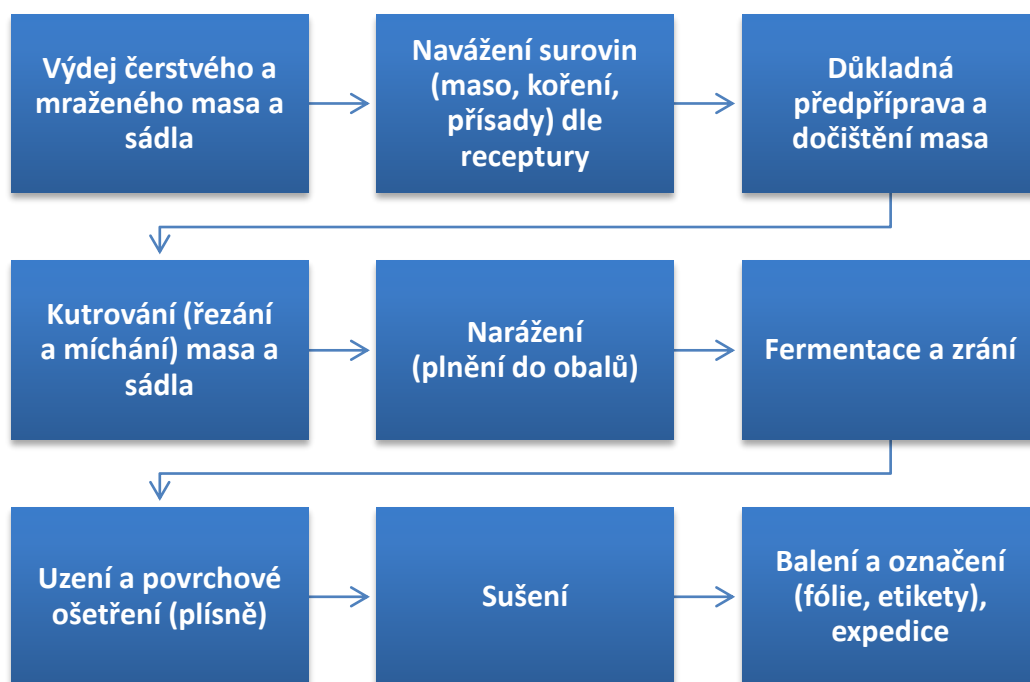 Výdej čerstvého a
mraženého masa a
sádla
Navážení surovin
(maso, koření,
přísady) dle
receptury
Důkladná
předpříprava a
dočištění masa
Kutrování (řezání
a míchání) masa a
sádla
Narážení
(plnění do obalů)
Fermentace a zrání
Uzení a povrchové
ošetření (plísně)
Sušení
Balení a označení
(fólie, etikety),
expedice